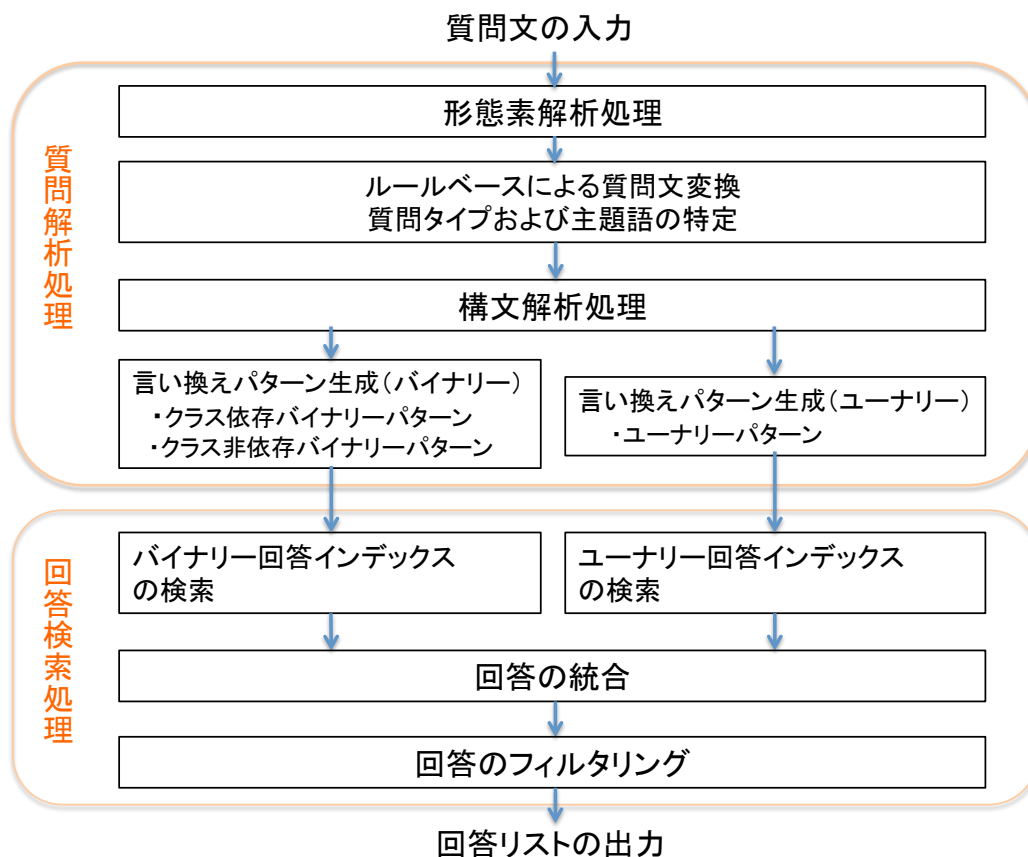 質問文の入力
質問解析処理
形態素解析処理
ルールベースによる質問文変換
質問タイプおよび主題語の特定
構文解析処理
言い換えパターン生成(バイナリー)
・クラス依存バイナリーパターン
・クラス非依存バイナリーパターン
言い換えパターン生成(ユーナリー)
・ユーナリーパターン
回答検索処理
バイナリー回答インデックス
の検索
ユーナリー回答インデックス
の検索
回答の統合
回答のフィルタリング
回答リストの出力